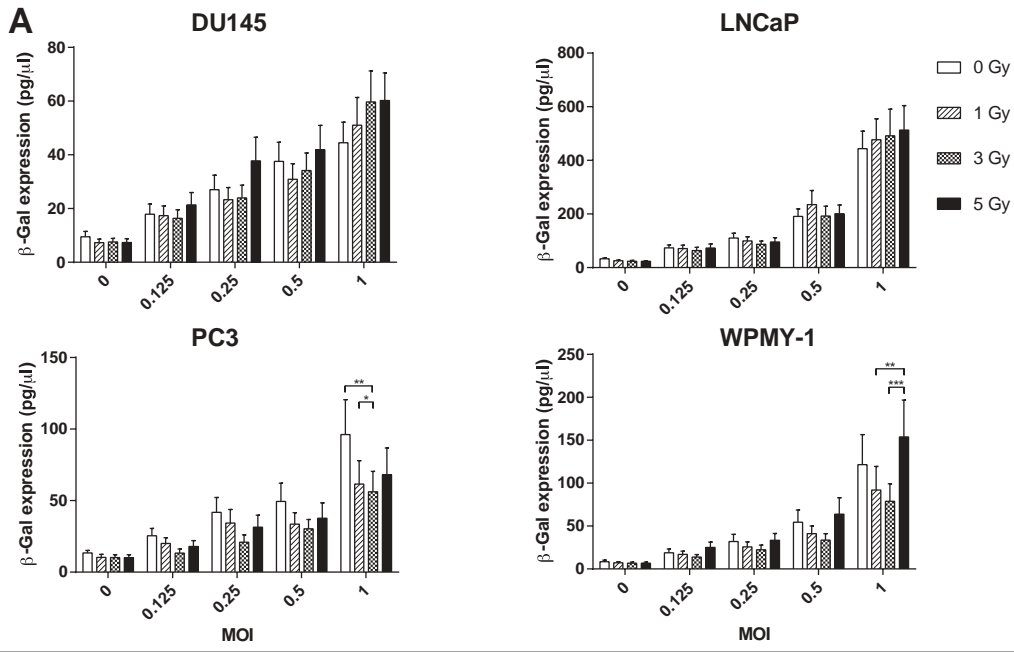 A
DU145
LNCaP
β-Gal expression (pg/μl)
80
60
40
20
0
0
0.125
0.25
0.5
1
β-Gal expression (pg/μl)
800
600
400
200
0
0
0.125
0.25
0.5
1
0 Gy
1 Gy
3 Gy
5 Gy
PC3
WPMY-1
β-Gal expression (pg/μl)
150
100
50
0
**
*
0
0.125
0.25
0.5
1
MOI
β-Gal expression (pg/μl)
250
200
150
100
50
0
**
***
0
0.125
0.25
0.5
1
MOI